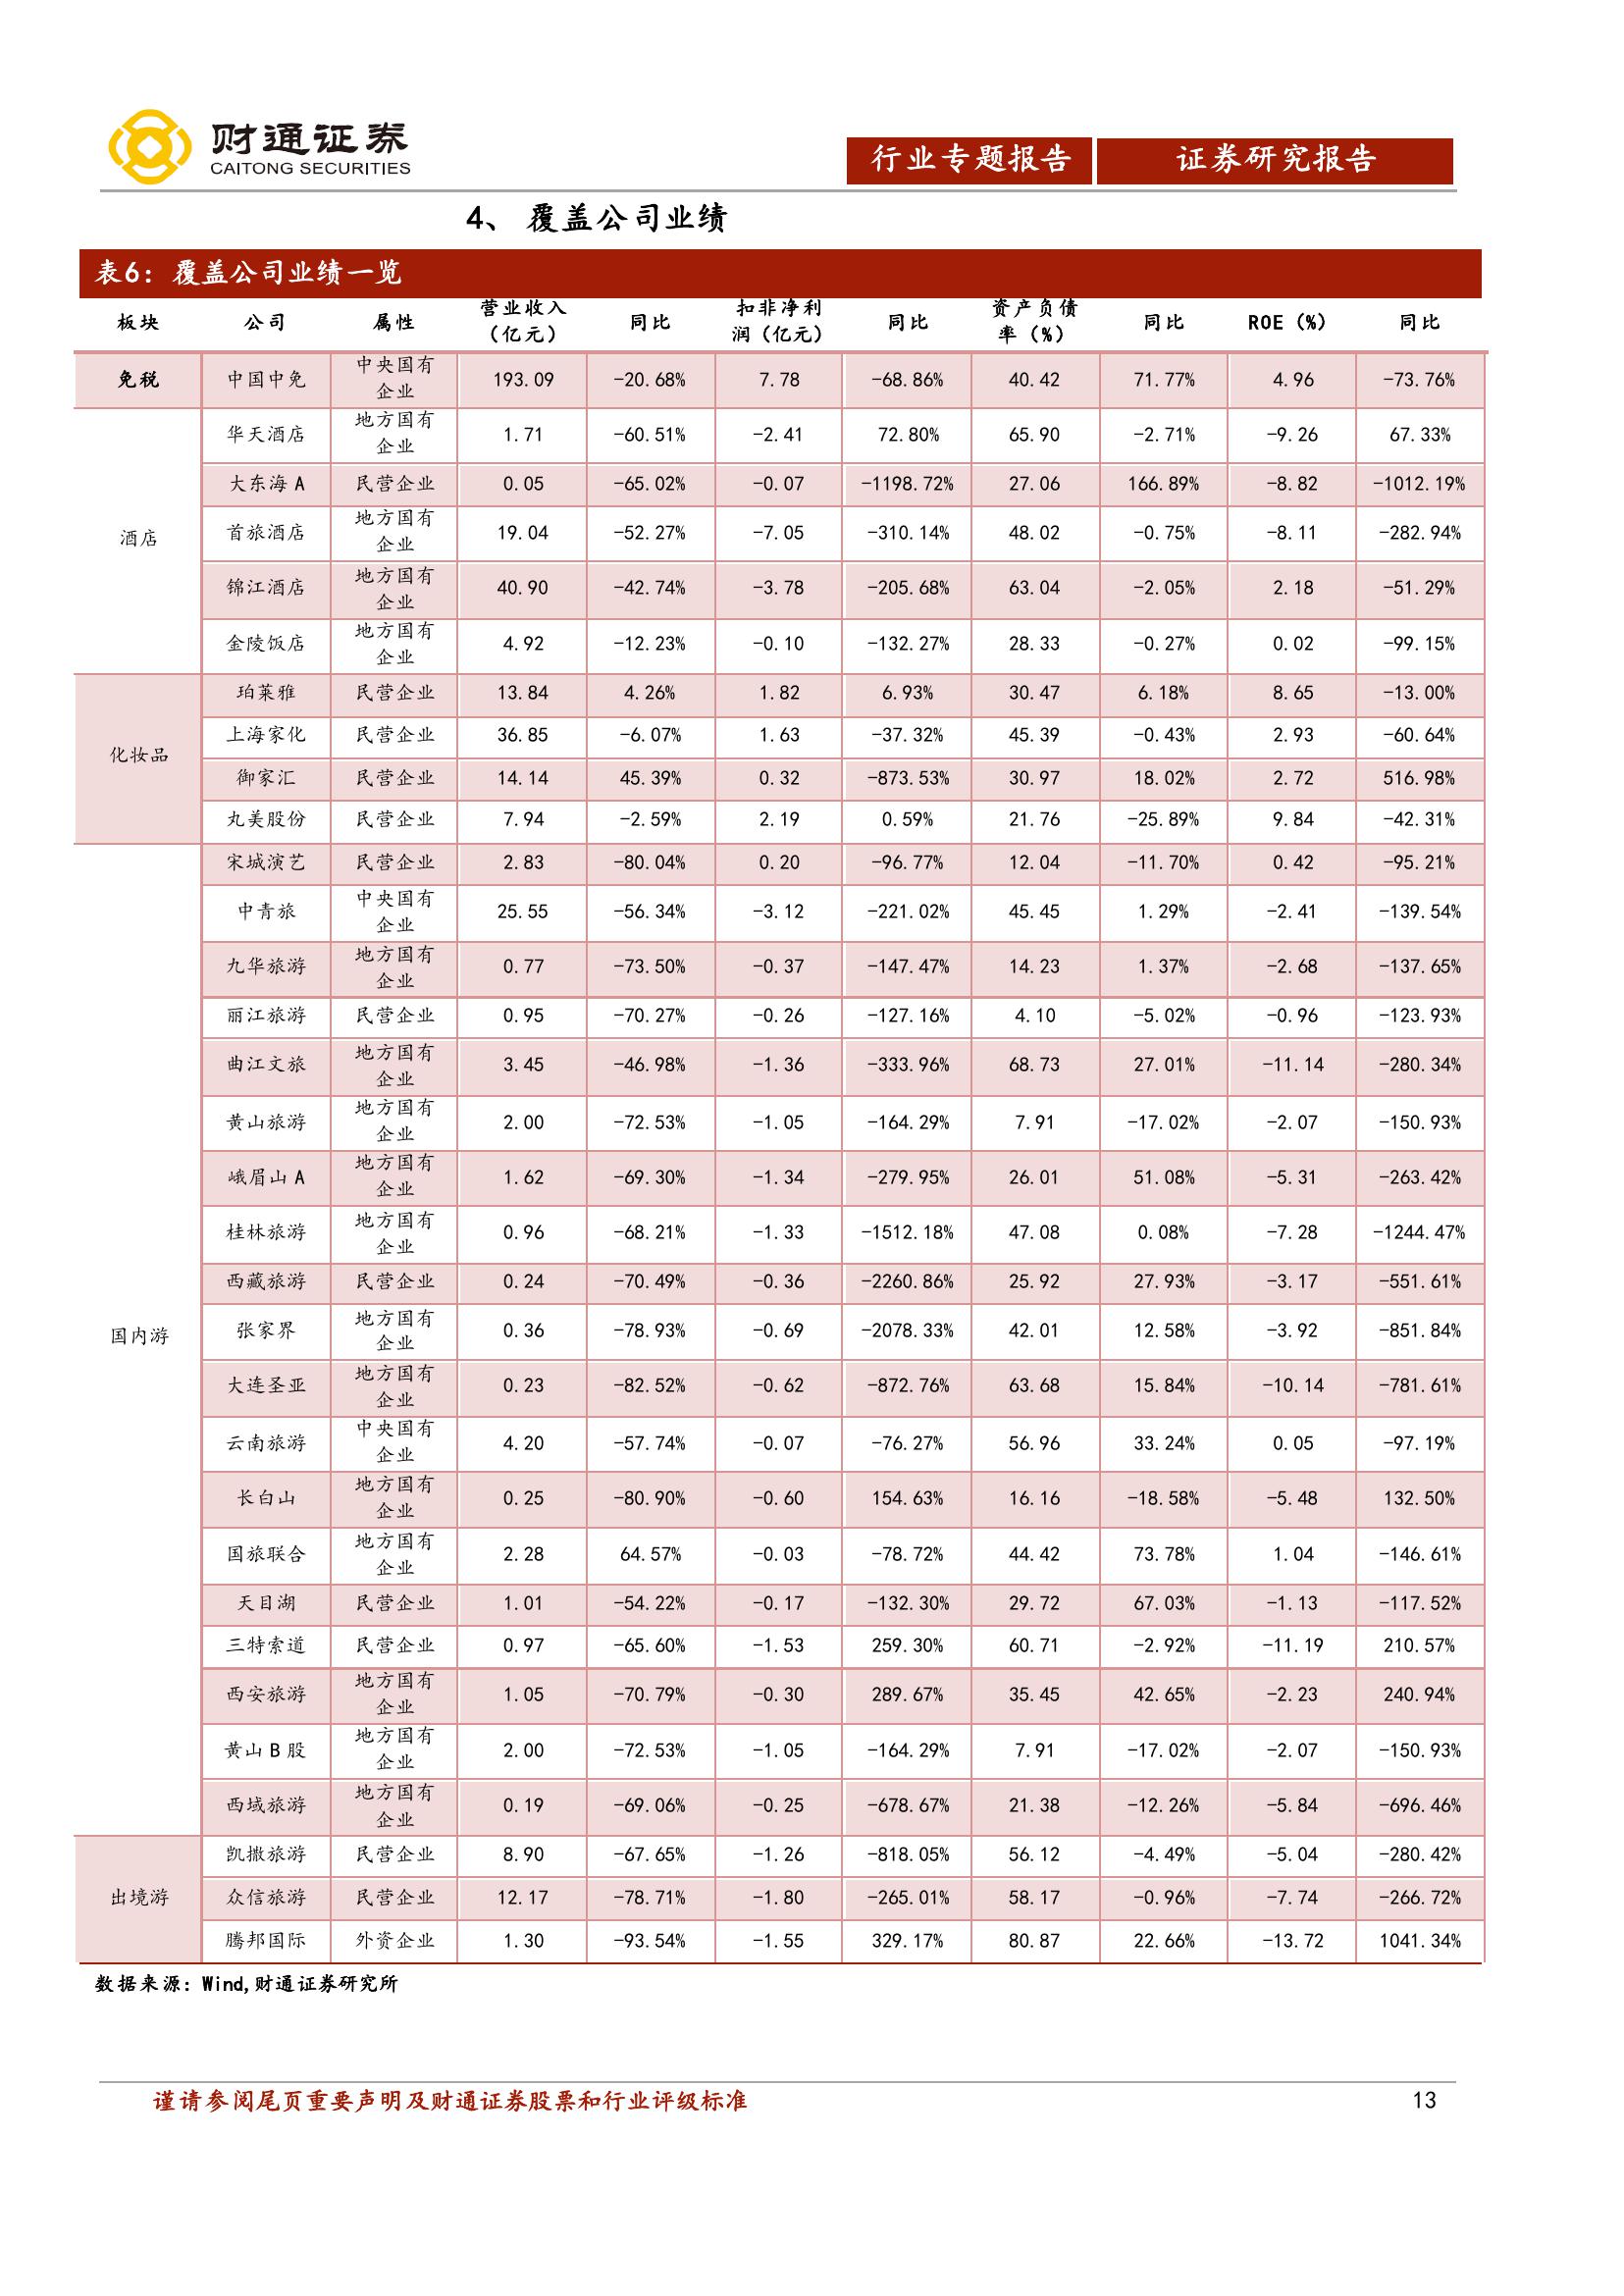 财通证券
CAITONG SECURITIES
行业专题报告 证券研究报告
4、 覆盖公司业绩
表6：覆盖公司业绩一览
板块 公司 属性 营业收入（亿元） 同比 扣非净利润（亿元） 同比 资产负债率（%） 同比 ROE（%） 同比
免税 中国中免 中央国有企业 193.09 -20.68% 7.78 -68.86% 40.42 71.77% 4.96 -73.76%
酒店 华天酒店 地方国有企业 1.71 -60.51% -2.41 72.80% 65.90 -2.71% -9.26 67.33%
大东海A 民营企业 0.05 -65.02% -0.07 -1198.72% 27.06 166.89% -8.82 -1012.19%
首旅酒店 地方国有企业 19.04 -52.27% -7.05 -310.14% 48.02 -0.75% -8.11 -282.94%
锦江酒店 地方国有企业 40.90 -42.74% -3.78 -205.68% 63.04 -2.05% 2.18 -51.29%
金陵饭店 地方国有企业 4.92 -12.23% -0.10 -132.27% 28.33 -0.27% 0.02 -99.15%
化妆品 珀莱雅 民营企业 13.84 4.26% 1.82 6.93% 30.47 6.18% 8.65 -13.00%
上海家化 民营企业 36.85 -6.07% 1.63 -37.32% 45.39 -0.43% 2.93 -60.64%
御家汇 民营企业 14.14 45.39% 0.32 -873.53% 30.97 18.02% 2.72 516.98%
丸美股份 民营企业 7.94 -2.59% 2.19 0.59% 21.76 -25.89% 9.84 -42.31%
国内游 宋城演艺 民营企业 2.83 -80.04% 0.20 -96.77% 12.04 -11.70% 0.42 -95.21%
中青旅 中央国有企业 25.55 -56.34% -3.12 -221.02% 45.45 1.29% -2.41 -139.54%
九华旅游 地方国有企业 0.77 -73.50% -0.37 -147.47% 14.23 1.37% -2.68 -137.65%
丽江旅游 民营企业 0.95 -70.27% -0.26 -127.16% 4.10 -5.02% -0.96 -123.93%
曲江文旅 地方国有企业 3.45 -46.98% -1.36 -333.96% 68.73 27.01% -11.14 -280.34%
黄山旅游 地方国有企业 2.00 -72.53% -1.05 -164.29% 7.91 -17.02% -2.07 -150.93%
峨眉山A 地方国有企业 1.62 -69.30% -1.34 -279.95% 26.01 51.08% -5.31 -263.42%
桂林旅游 地方国有企业 0.96 -68.21% -1.33 -1512.18% 47.08 0.08% -7.28 -1244.47%
西藏旅游 民营企业 0.24 -70.49% -0.36 -2260.86% 25.92 27.93% -3.17 -551.61%
张家界 地方国有企业 0.36 -78.93% -0.69 -2078.33% 42.01 12.58% -3.92 -851.84%
大连圣亚 地方国有企业 0.23 -82.52% -0.62 -872.76% 63.68 15.84% -10.14 -781.61%
云南旅游 中央国有企业 4.20 -57.74% -0.07 -76.27% 56.96 33.24% 0.05 -97.19%
长白山 地方国有企业 0.25 -80.90% -0.60 154.63% 16.16 -18.58% -5.48 132.50%
国旅联合 地方国有企业 2.28 64.57% -0.03 -78.72% 44.42 73.78% 1.04 -146.61%
天目湖 民营企业 1.01 -54.22% -0.17 -132.30% 29.72 67.03% -1.13 -117.52%
三特索道 民营企业 0.97 -65.60% -1.53 259.30% 60.71 -2.92% -11.19 210.57%
西安旅游 地方国有企业 1.05 -70.79% -0.30 289.67% 35.45 42.65% -2.23 240.94%
黄山B股 地方国有企业 2.00 -72.53% -1.05 -164.29% 7.91 -17.02% -2.07 -150.93%
西域旅游 地方国有企业 0.19 -69.06% -0.25 -678.67% 21.38 -12.26% -5.84 -696.46%
出境游 凯撒旅游 民营企业 8.90 -67.65% -1.26 -818.05% 56.12 -4.49% -5.04 -280.42%
众信旅游 民营企业 12.17 -78.71% -1.80 -265.01% 58.17 -0.96% -7.74 -266.72%
腾邦国际 外资企业 1.30 -93.54% -1.55 329.17% 80.87 22.66% -13.72 1041.34%
数据来源：Wind,财通证券研究所
谨请参阅尾页重要声明及财通证券股票和行业评级标准 13